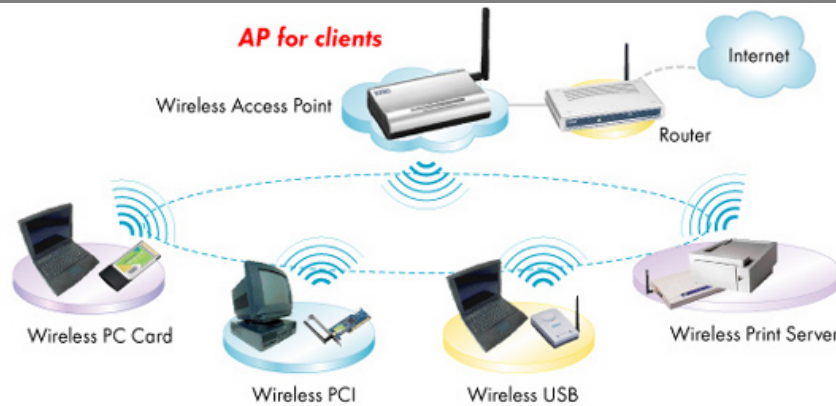 AP for clients
Internet
Wireless Access Point
Router
Wireless PC Card
Wireless Print Server
Wireless PCI
Wireless USB